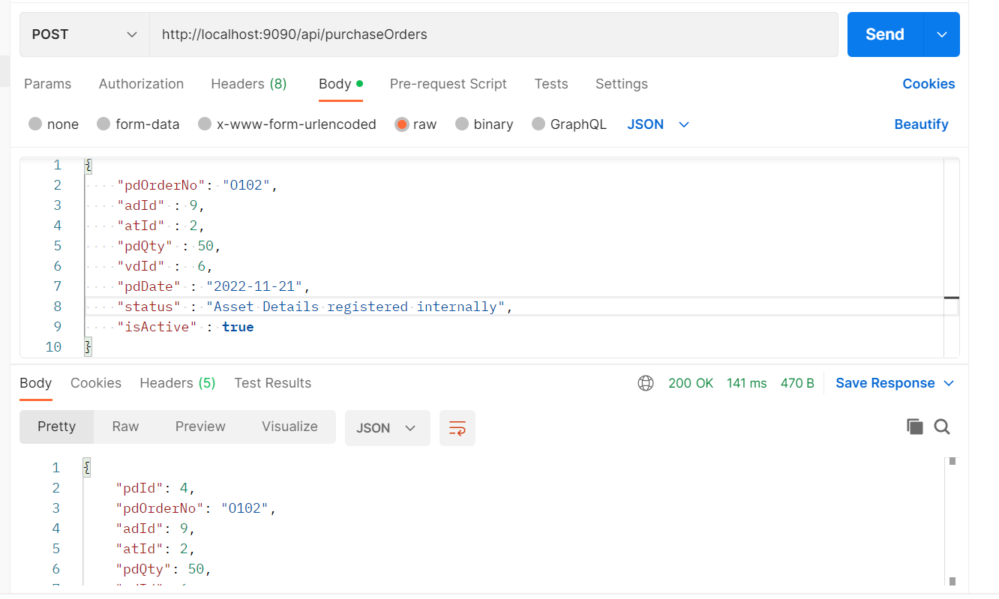 POST http://localhost:9090/api/purchaseOrders Send
Params Authorization Headers (8) Body Pre-request Script Tests Settings Cookies
none form-data x-www-form-urlencoded raw binary GraphQL JSON Beautify
1 {
2 "pdOrderNo": "O102",
3 "adId" : 9,
4 "atId" : 2,
5 "pdQty" : 50,
6 "vdId" : 6,
7 "pdDate" : "2022-11-21",
8 "status" : "Asset Details registered internally",
9 "isActive" : true
10 }
Body Cookies Headers (5) Test Results 200 OK 141 ms 470 B Save Response
Pretty Raw Preview Visualize JSON
1 {
2 "pdId": 4,
3 "pdOrderNo": "O102",
4 "adId": 9,
5 "atId": 2,
6 "pdQty": 50,